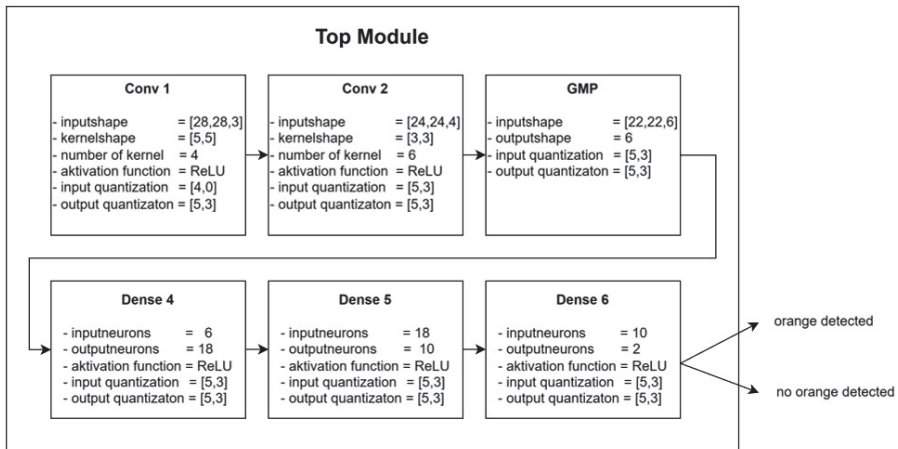 Top Module
Conv 1
- inputshape = [28,28,3]
- kernelshape = [5,5]
- number of kernel = 4
- aktivation function = ReLU
- input quantization = [4,0]
- output quantizaton = [5,3]
Conv 2
- inputshape = [24,24,4]
- kernelshape = [3,3]
- number of kernel = 6
- aktivation function = ReLU
- input quantization = [5,3]
- output quantizaton = [5,3]
GMP
- inputshape = [22,22,6]
- outputshape = 6
- input quantization = [5,3]
- output quantizaton = [5,3]
Dense 4
- inputneurons = 6
- outputneurons = 18
- aktivation function = ReLU
- input quantization = [5,3]
- output quantizaton = [5,3]
Dense 5
- inputneurons = 18
- outputneurons = 10
- aktivation function = ReLU
- input quantization = [5,3]
- output quantizaton = [5,3]
Dense 6
- inputneurons = 10
- outputneurons = 2
- aktivation function = ReLU
- input quantization = [5,3]
- output quantizaton = [5,3]
orange detected
no orange detected